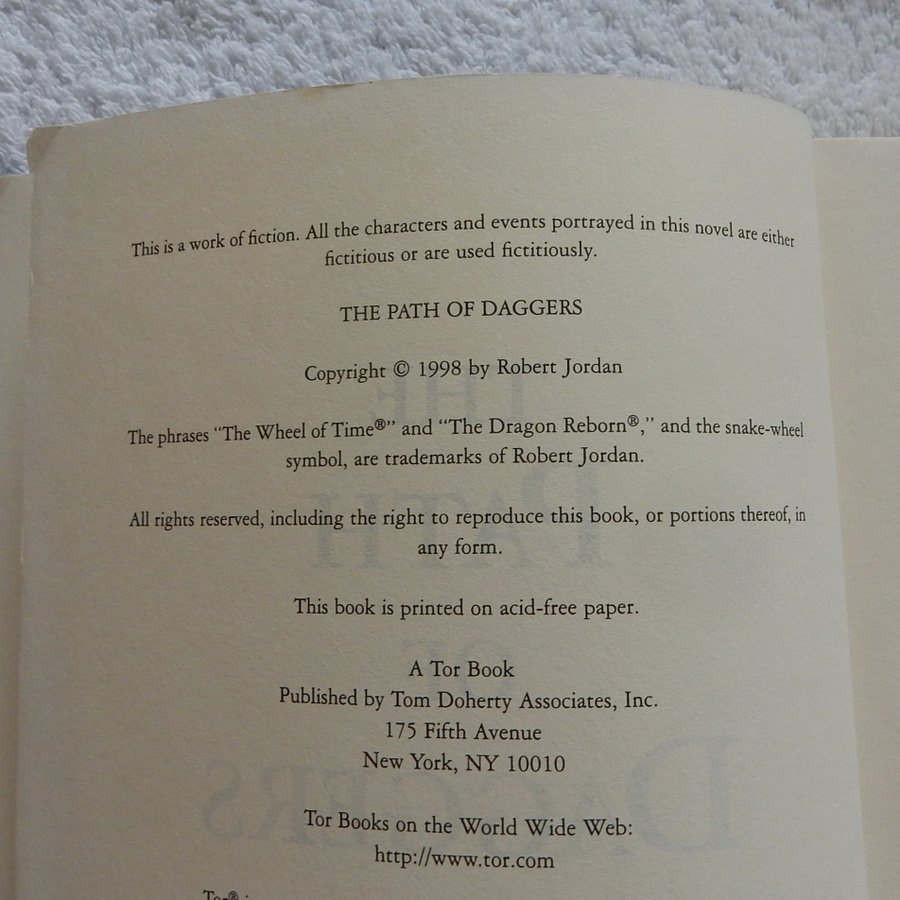 This is a work of fiction. All the characters and events portrayed in this novel are either
fictitious or are used fictitiously.
THE PATH OF DAGGERS
Copyright © 1998 by Robert Jordan
The phrases “The Wheel of Time®” and “The Dragon Reborn®,” and the snake-wheel
symbol, are trademarks of Robert Jordan.
All rights reserved, including the right to reproduce this book, or portions thereof, in
any form.
This book is printed on acid-free paper.
A Tor Book
Published by Tom Doherty Associates, Inc.
175 Fifth Avenue
New York, NY 10010
Tor Books on the World Wide Web:
http://www.tor.com
Tor®